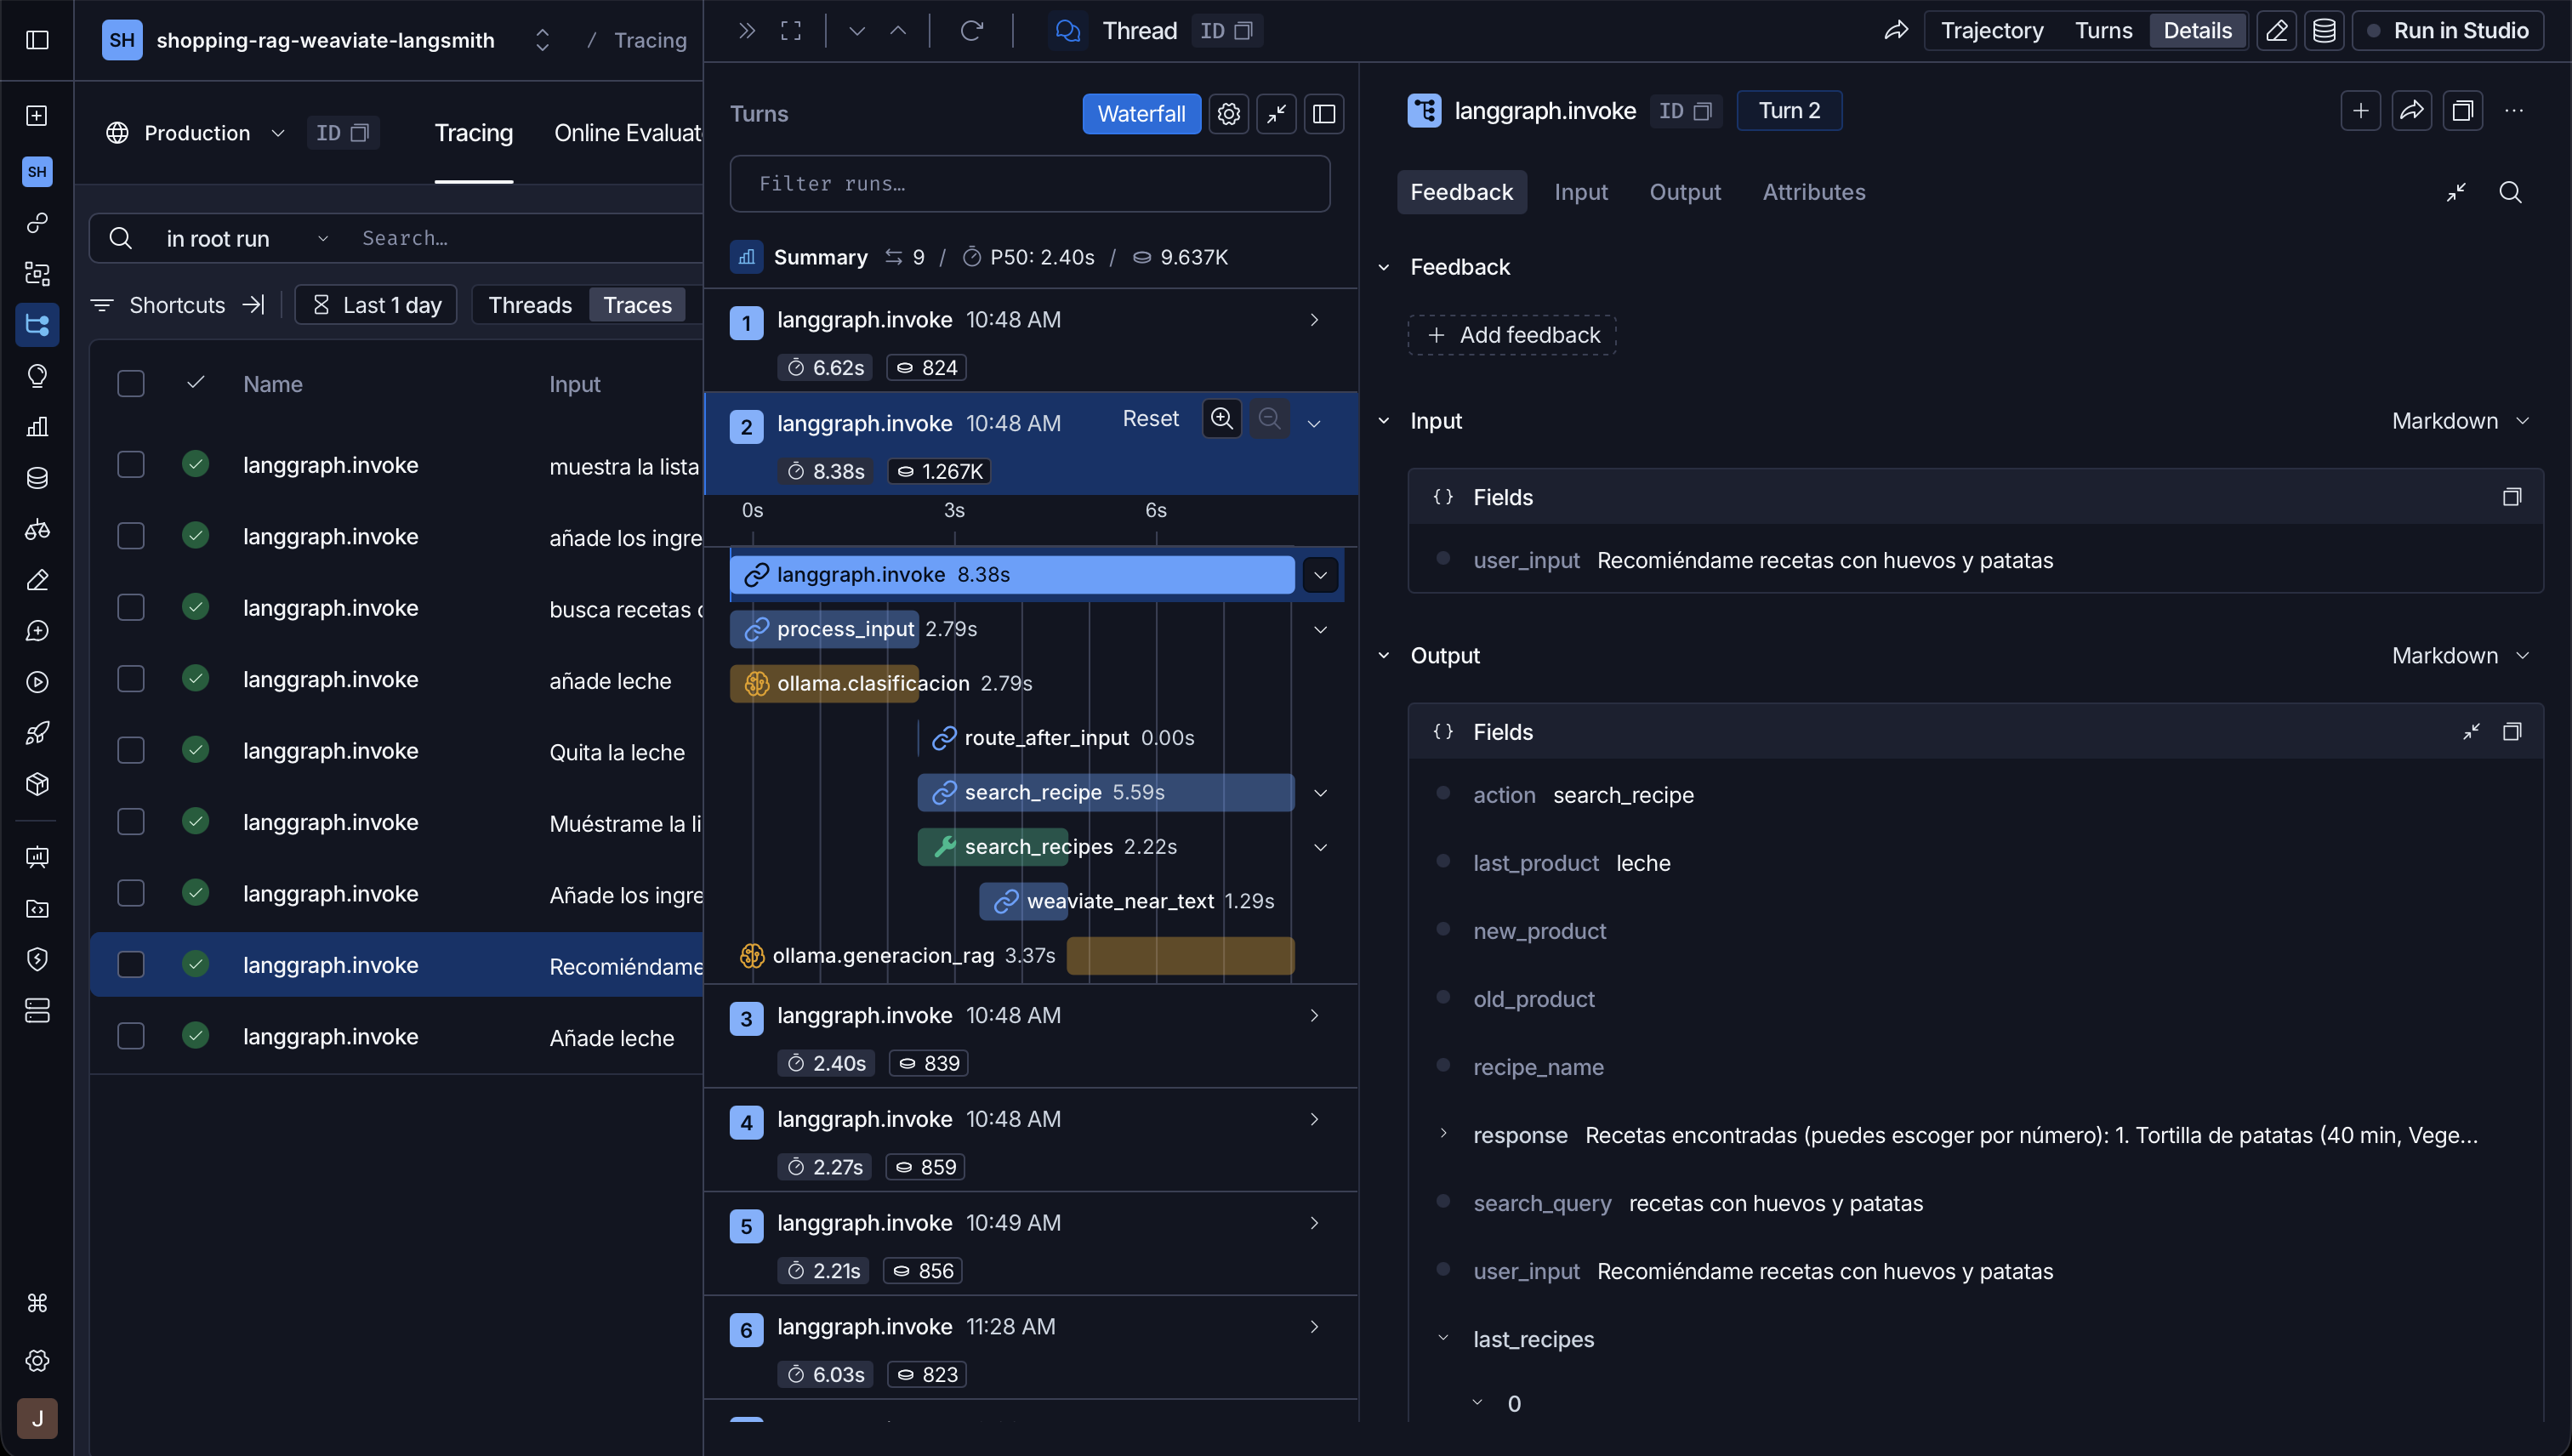 SH shopping-rag-weaviate-langsmith / Tracing
Thread ID
Trajectory Turns Details Run in Studio
SH
J
Production ID Tracing Online Evaluat
in root run Search…
Shortcuts Last 1 day Threads Traces
Name Input
langgraph.invoke muestra la lista
langgraph.invoke añade los ingre
langgraph.invoke busca recetas c
langgraph.invoke añade leche
langgraph.invoke Quita la leche
langgraph.invoke Muéstrame la li
langgraph.invoke Añade los ingre
langgraph.invoke Recomiéndame
langgraph.invoke Añade leche
Turns Waterfall
Filter runs…
Summary 9 / P50: 2.40s / 9.637K
1 langgraph.invoke 10:48 AM
6.62s 824
2 langgraph.invoke 10:48 AM Reset
8.38s 1.267K
0s 3s 6s
langgraph.invoke 8.38s
process_input 2.79s
ollama.clasificacion 2.79s
route_after_input 0.00s
search_recipe 5.59s
search_recipes 2.22s
weaviate_near_text 1.29s
ollama.generacion_rag 3.37s
3 langgraph.invoke 10:48 AM
2.40s 839
4 langgraph.invoke 10:48 AM
2.27s 859
5 langgraph.invoke 10:49 AM
2.21s 856
6 langgraph.invoke 11:28 AM
6.03s 823
langgraph.invoke ID Turn 2
Feedback Input Output Attributes
Feedback
+ Add feedback
Input Markdown
{} Fields
user_input Recomiéndame recetas con huevos y patatas
Output Markdown
{} Fields
action search_recipe
last_product leche
new_product
old_product
recipe_name
response Recetas encontradas (puedes escoger por número): 1. Tortilla de patatas (40 min, Vege…
search_query recetas con huevos y patatas
user_input Recomiéndame recetas con huevos y patatas
last_recipes
0